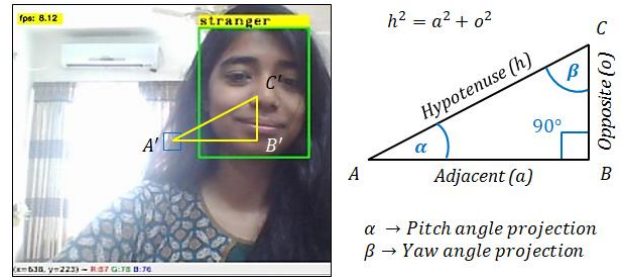 fps: 8.12
stranger
C'
A'
B'
(x=638, y=223) ~ R:87 G:78 B:76
h² = a² + o²
C
Hypotenuse (h)
β
Opposite (o)
90°
α
A
Adjacent (a)
B
α → Pitch angle projection
β → Yaw angle projection